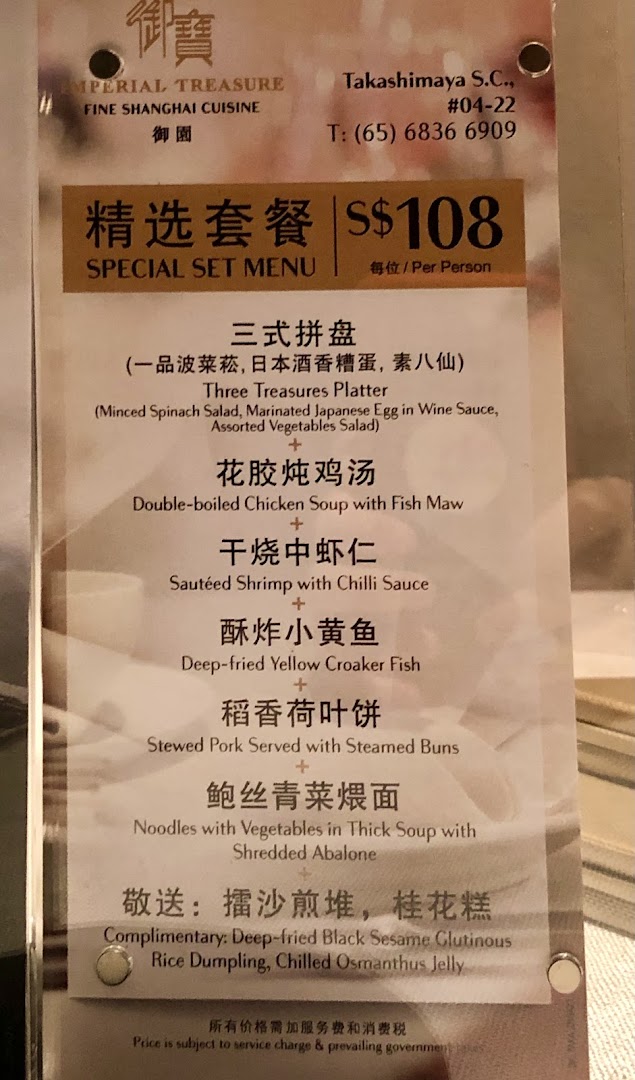 御寶
IMPERIAL TREASURE
FINE SHANGHAI CUISINE
御園
Takashimaya S.C.,
#04-22
T: (65) 6836 6909
精选套餐
SPECIAL SET MENU
S$108
每位 / Per Person
三式拼盘
(一品波菜菘, 日本酒香糟蛋, 素八仙)
Three Treasures Platter
(Minced Spinach Salad, Marinated Japanese Egg in Wine Sauce,
Assorted Vegetables Salad)
+
花胶炖鸡汤
Double-boiled Chicken Soup with Fish Maw
+
干烧中虾仁
Sautéed Shrimp with Chilli Sauce
+
酥炸小黄鱼
Deep-fried Yellow Croaker Fish
+
稻香荷叶饼
Stewed Pork Served with Steamed Buns
+
鲍丝青菜煨面
Noodles with Vegetables in Thick Soup with
Shredded Abalone
+
敬送：擂沙煎堆，桂花糕
Complimentary: Deep-fried Black Sesame Glutinous
Rice Dumpling, Chilled Osmanthus Jelly
所有价格需加服务费和消费税
Price is subject to service charge & prevailing government